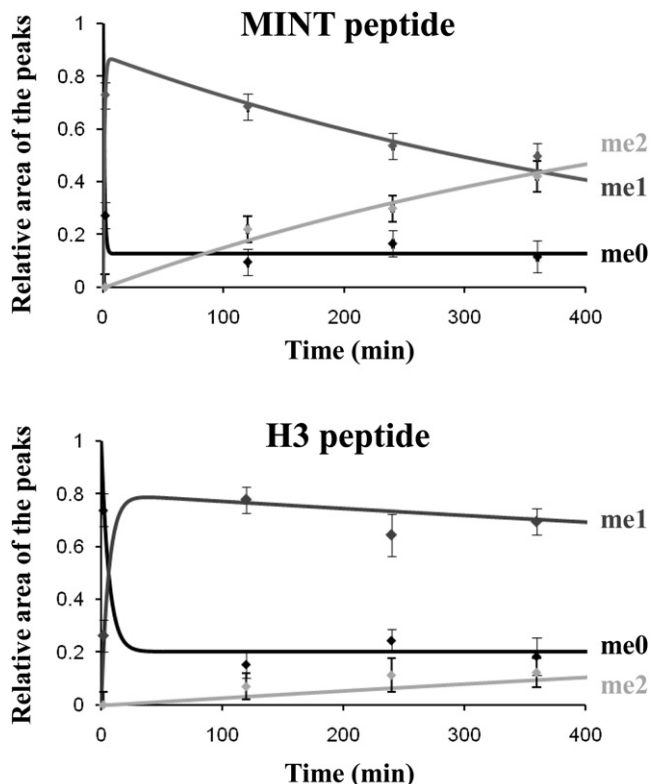 MINT peptide
Relative area of the peaks
1
0.8
0.6
0.4
0.2
0
0
100
200
300
400
Time (min)
me2
me1
me0
H3 peptide
Relative area of the peaks
1
0.8
0.6
0.4
0.2
0
0
100
200
300
400
Time (min)
me1
me0
me2